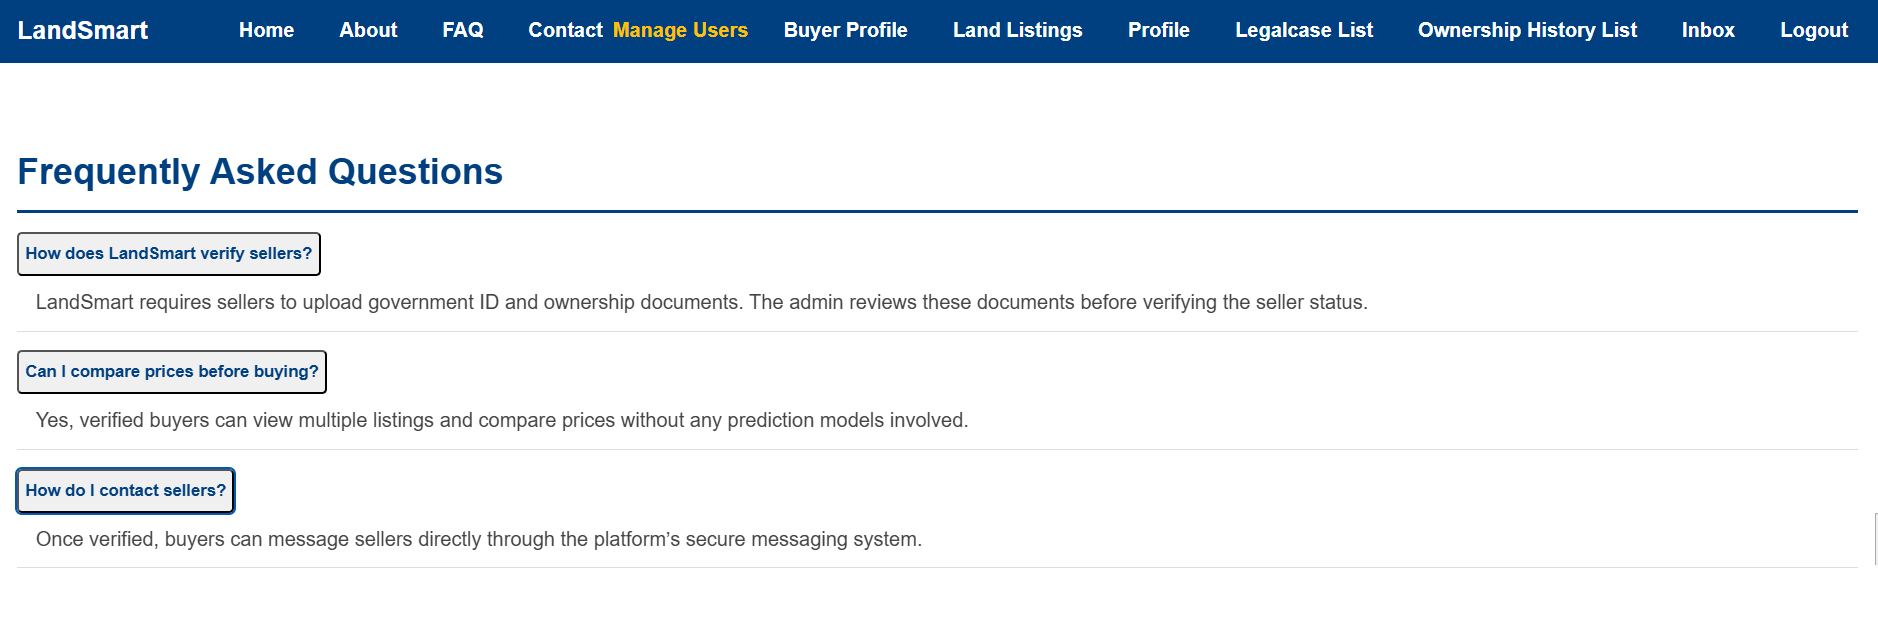 LandSmart Home About FAQ Contact Manage Users Buyer Profile Land Listings Profile Legalcase List Ownership History List Inbox Logout
Frequently Asked Questions
How does LandSmart verify sellers?
LandSmart requires sellers to upload government ID and ownership documents. The admin reviews these documents before verifying the seller status.
Can I compare prices before buying?
Yes, verified buyers can view multiple listings and compare prices without any prediction models involved.
How do I contact sellers?
Once verified, buyers can message sellers directly through the platform’s secure messaging system.